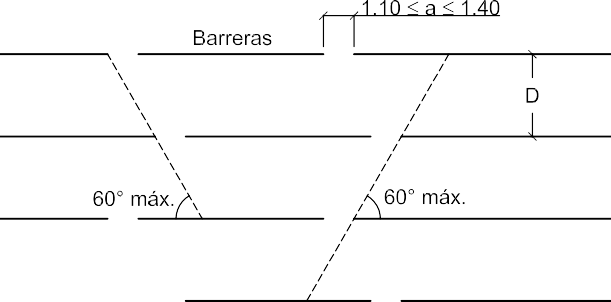 1.10 ≤ a ≤ 1.40
Barreras
D
60° máx.
60° máx.